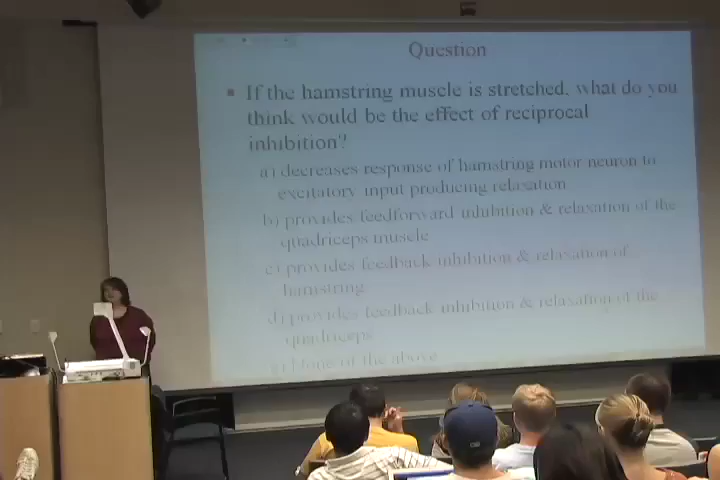 Question
If the hamstring muscle is stretched, what do you
think would be the effect of reciprocal
inhibition?
a) decreases response of hamstring motor neuron to
excitatory input producing relaxation
b) provides feedforward inhibition & relaxation of the
quadriceps muscle
c) provides feedback inhibition & relaxation of
hamstring
d) provides feedback inhibition & relaxation of the
quadriceps
e) None of the above